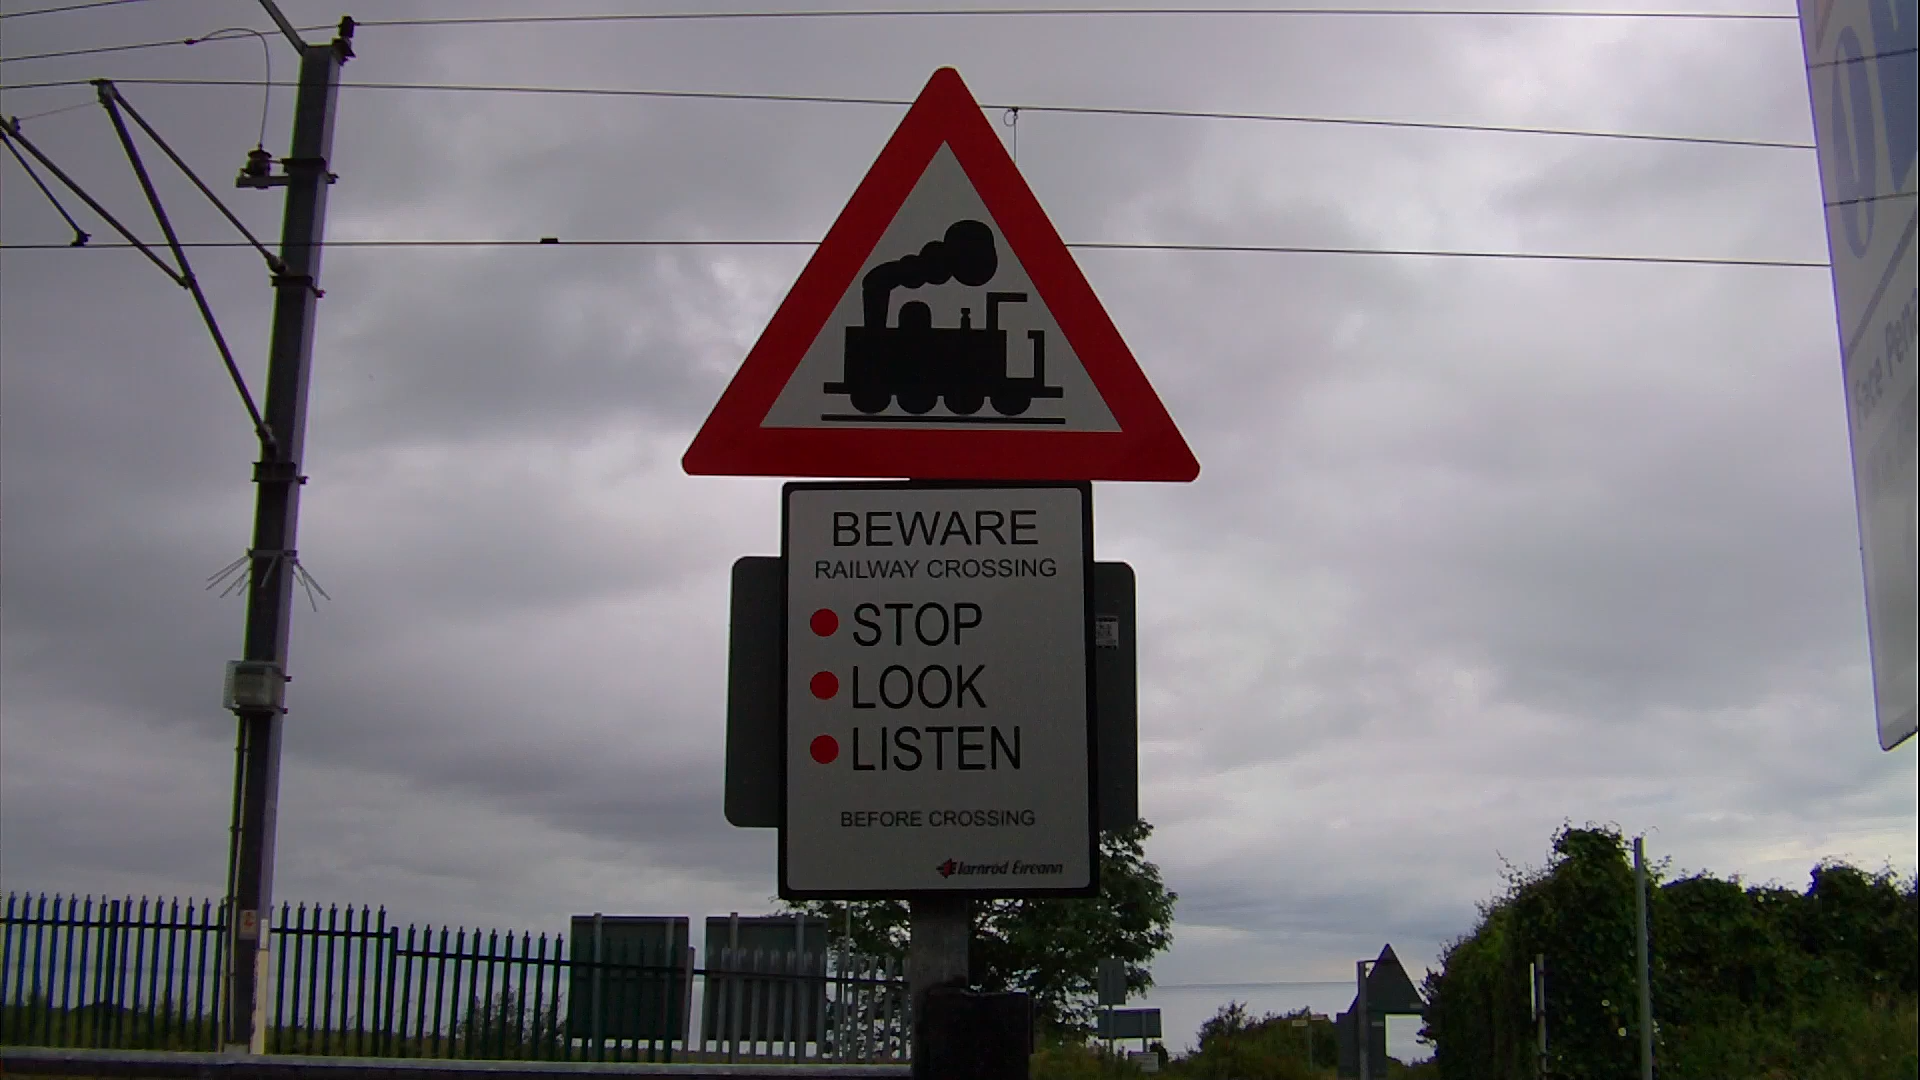 BEWARE
RAILWAY CROSSING
STOP
LOOK
LISTEN
BEFORE CROSSING
Iarnród Éireann